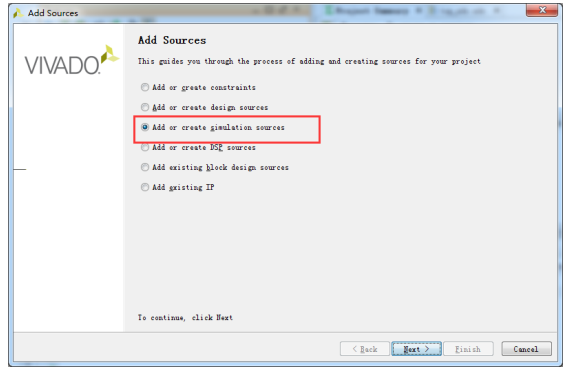 Add Sources
VIVADO
Add Sources
This guides you through the process of adding and creating sources for your project
Add or create constraints
Add or create design sources
Add or create simulation sources
Add or create DSP sources
Add existing block design sources
Add existing IP
To continue, click Next
< Back
Next >
Finish
Cancel